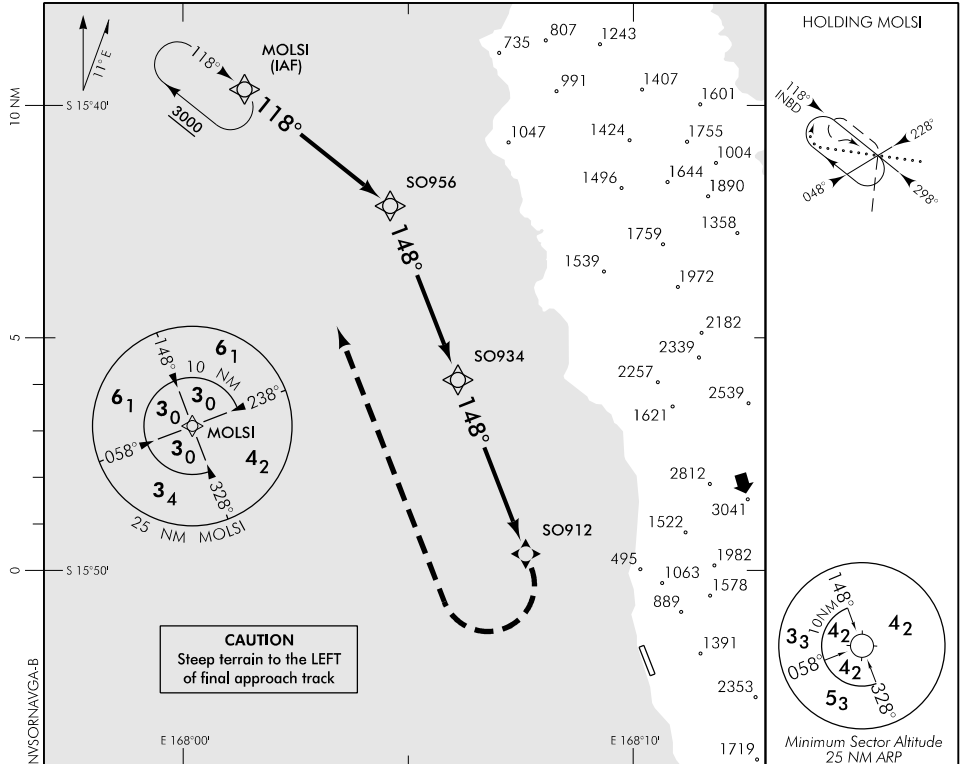 11°E
10 NM
5
0
S 15°40'
S 15°50'
E 168°00'
E 168°10'
NVSORNAVGA-B
MOLSI
(IAF)
118°
3000
118°
SO956
148°
SO934
148°
SO912
735
807
1243
991
1407
1601
1047
1424
1755
1004
1496
1644
1890
1358
1759
1539
1972
2182
2339
2257
2539
1621
2812
3041
1522
495
1982
1063
1578
889
1391
2353
1719
148°
6 1
10
NM
238°
6 1
3 0
3 0
MOLSI
058°
3 0
4 2
3 4
328°
25 NM MOLSI
CAUTION
Steep terrain to the LEFT
of final approach track
HOLDING MOLSI
118°
INBD
228°
048°
298°
148°
10NM
4 2
4 2
3 3
058°
4 2
5 3
328°
Minimum Sector Altitude
25 NM ARP